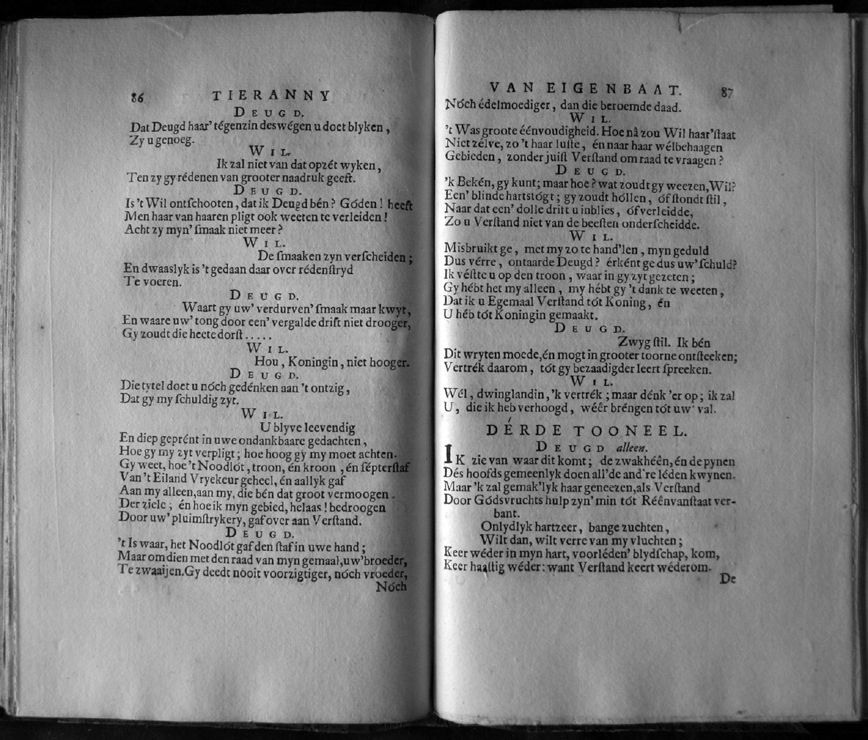 86 TIERANNY
DEUGD.
Dat Deugd haar' tégenzin des wégen u doet blyken,
Zy u genoeg.
WIL.
Ik zal niet van dat opzét wyken,
Ten zy gy rédenen van grooter naadruk geeft.
DEUGD.
Is 't Wil ontschooten, dat ik Deugd bén? Góden! heeft
Men haar van haaren pligt ook weeten te verleiden!
Acht zy myn' smaak niet meer?
WIL.
De smaaken zyn verscheiden;
En dwaaslyk is 't gedaan daar over rédenstryd
Te voeren.
DEUGD.
Waart gy uw' verdurven' smaak maar kwyt,
En waare uw' tong door een' vergalde drift niet drooger,
Gy zoudt die heete dorst.....
WIL.
Hou, Koningin, niet hooger.
DEUGD.
Die tytel doet u nóch gedénken aan 't ontzig,
Dat gy my schuldig zyt.
WIL.
U blyve leevendig
En diep geprént in uwe ondankbaare gedachten,
Hoe gy my zyt verpligt; hoe hoog gy my moet achten.
Gy weet, hoe 't Noodlót, troon, én kroon, én sépterstaf
Van 't Eiland Vryekeur geheel, én aallyk gaf
Aan my alleen, aan my, die bén dat groot vermoogen.
Der ziele; én hoe ik myn gebied, helaas! bedroogen
Door uw' pluimstrykery, gaf over aan Verstand.
DEUGD.
't Is waar, het Noodlót gaf den staf in uwe hand;
Maar om dien met den raad van myn gemaal, uw' broeder,
Te zwaaijen. Gy deedt nooit voorzigtiger, nóch vroeder,
Nóch
VAN EIGENBAAT. 87
Nóch édelmoediger, dan die beroemde daad.
WIL.
't Was groote éénvoudigheid. Hoe nâ zou Wil haar' staat
Niet zélve, zo 't haar luste, én naar haar wélbehaagen
Gebieden, zonder juist Verstand om raad te vraagen?
DEUGD.
'k Bekén, gy kunt; maar hoe? wat zoudt gy weezen, Wil?
Een' blinde hartstógt; gy zoudt hóllen, óf stondt stil,
Naar dat een' dolle drift u inblies, óf verleidde,
Zo u Verstand niet van de beesten onderscheidde.
WIL.
Misbruikt ge, met my zo te hand'len, myn geduld
Dus vérre, ontaarde Deugd? érként ge dus uw' schuld?
Ik véstte u op den troon, waar in gy zyt gezeten;
Gy hébt het my alleen, my hébt gy 't dank te weeten,
Dat ik u Egemaal Verstand tót Koning, én
U héb tót Koningin gemaakt.
DEUGD.
Zwyg stil. Ik bén
Dit wryten moede, én mogt in grooter toorne ontsteeken;
Vertrék daarom, tót gy bezaadigder leert spreeken.
WIL.
Wél, dwinglandin, 'k vertrék; maar dénk 'er op; ik zal
U, die ik heb verhoogd, wéêr bréngen tót uw' val.
DÉRDE TOONEEL.
DEUGD alleen.
IK zie van waar dit komt; de zwakhéên, én de pynen
Dés hoofds gemeenlyk doen all' de and're léden kwynen.
Maar 'k zal gemak'lyk haar geneezen, als Verstand
Door Gódsvruchts hulp zyn' min tót Réênvanstaat ver-
bant.
Onlydlyk hartzeer, bange zuchten,
Wilt dan, wilt verre van my vluchten;
Keer wéder in myn hart, voorléden' blydschap, kom,
Keer haastig wéder: want Verstand keert wéderom.
De